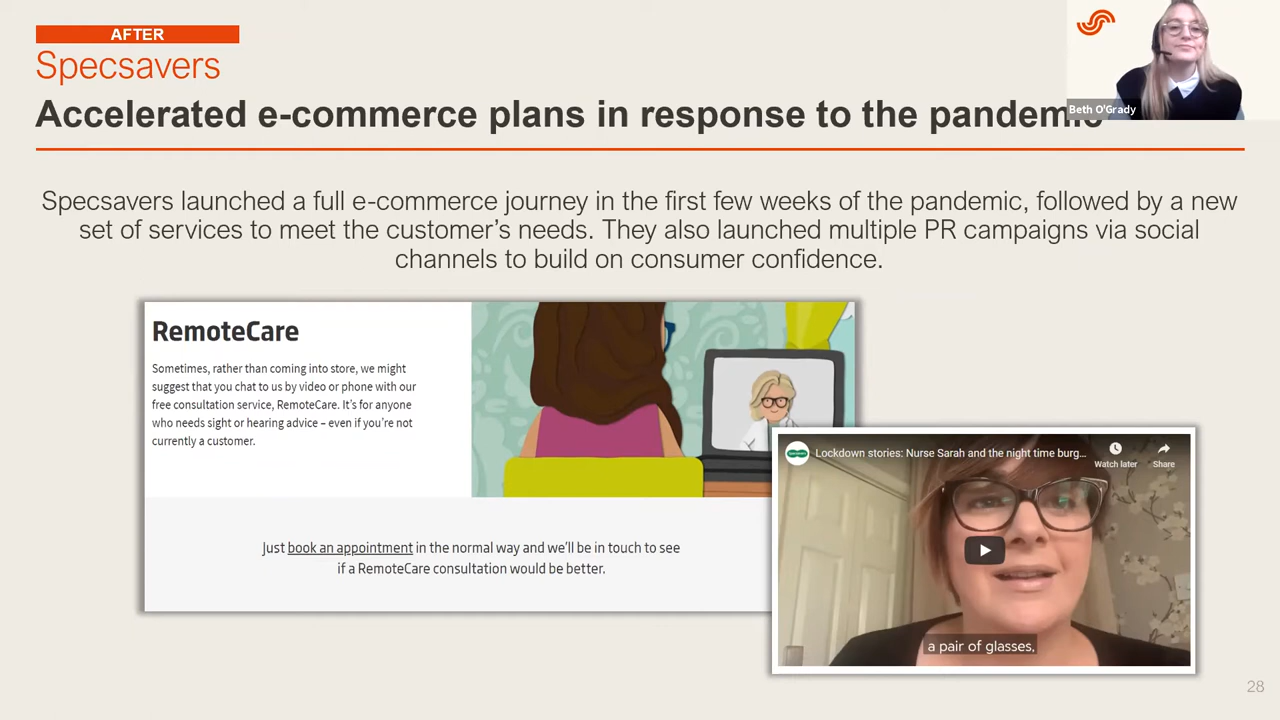 AFTER
Specsavers
Accelerated e-commerce plans in response to the pandemic
Beth O'Grady
Specsavers launched a full e-commerce journey in the first few weeks of the pandemic, followed by a new
set of services to meet the customer's needs. They also launched multiple PR campaigns via social
channels to build on consumer confidence.
RemoteCare
Sometimes, rather than coming into store, we might
suggest that you chat to us by video or phone with our
free consultation service, RemoteCare. It's for anyone
who needs sight or hearing advice – even if you're not
currently a customer.
Just book an appointment in the normal way and we'll be in touch to see
if a RemoteCare consultation would be better.
Lockdown stories: Nurse Sarah and the night time burg...
Watch later
Share
a pair of glasses,
28